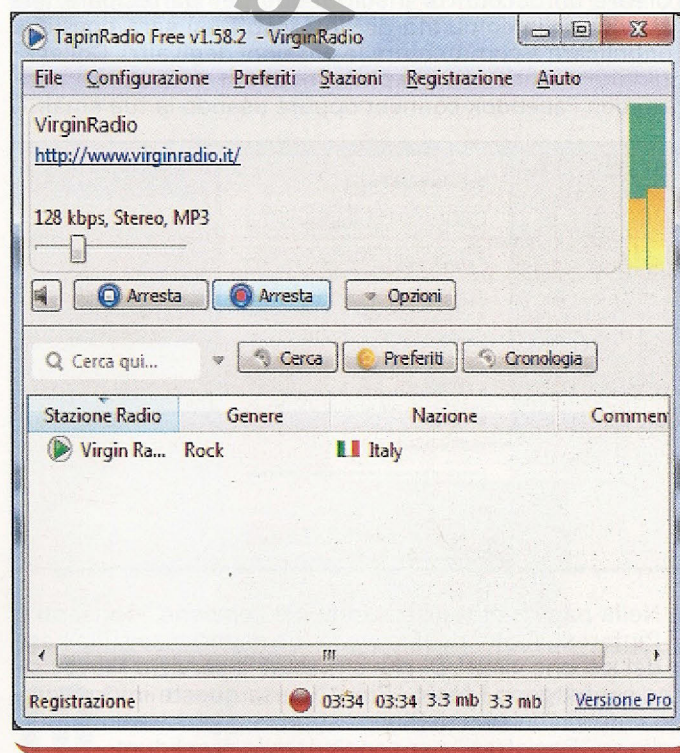 TapinRadio Free v1.58.2 - VirginRadio
File Configurazione Preferiti Stazioni Registrazione Aiuto
VirginRadio
http://www.virginradio.it/
128 kbps, Stereo, MP3
Arresta Arresta Opzioni
Cerca qui... Cerca Preferiti Cronologia
Stazione Radio Genere Nazione Commen
Virgin Ra... Rock Italy
Registrazione 03:34 03:34 3.3 mb 3.3 mb Versione Pro